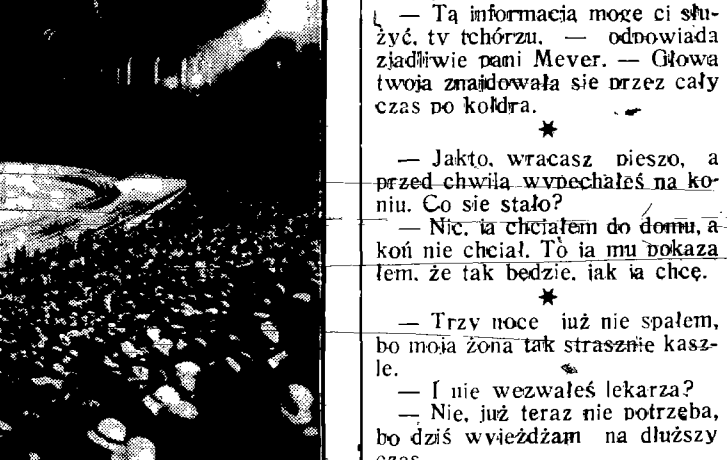 — Tą informacją mogę ci słu-
żyć, ty tchórzu, — odpowiada
zjadliwie pani Meyer. — Głowa
twoja znajdowała się przez cały
czas po kołdrą.
— Jakto, wracasz pieszo, a
przed chwilą wyjechałeś na ko-
niu. Co się stało?
— Nic, ja chciałem do domu, a
koń nie chciał. To ja mu pokaza
łem, że tak będzie, jak ja chcę.
— Trzy noce już nie spałem,
bo moja żona tak strasznie kasz-
le.
— I nie wezwałeś lekarza?
— Nie, już teraz nie potrzeba,
bo dziś wyjeżdżam na dłuższy
czas